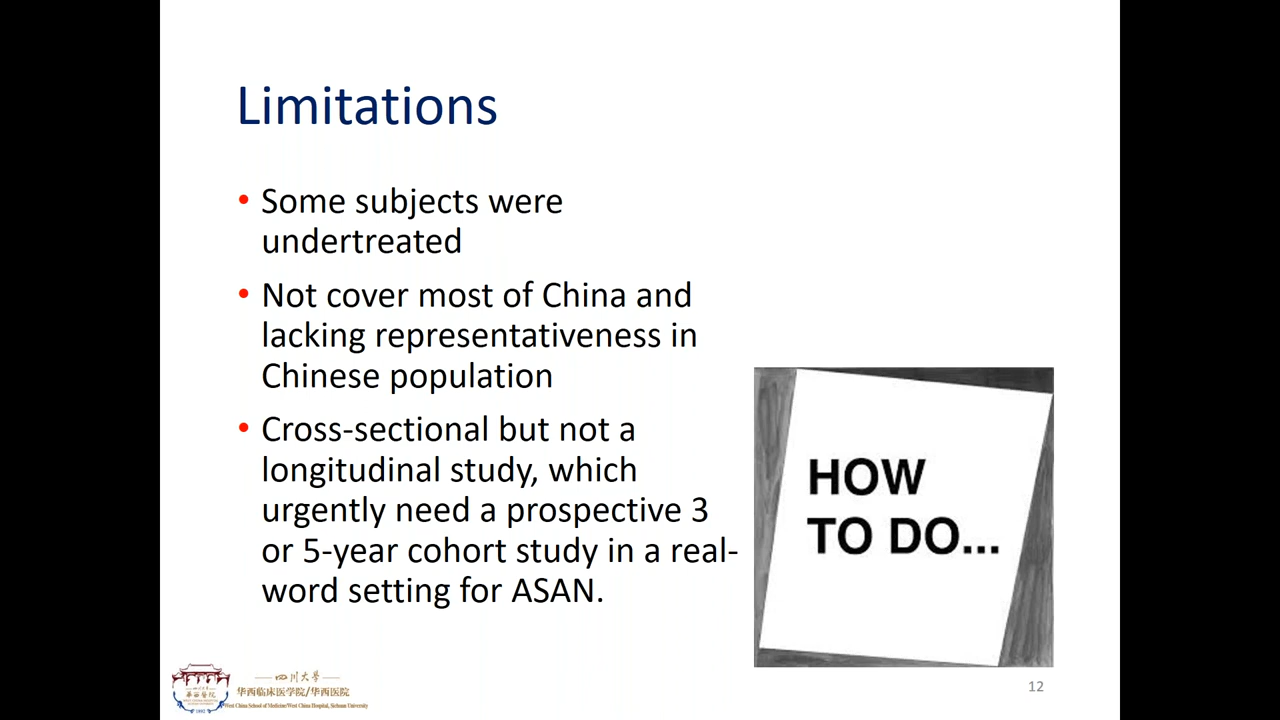 Limitations
• Some subjects were
undertreated
• Not cover most of China and
lacking representativeness in
Chinese population
• Cross-sectional but not a
longitudinal study, which
urgently need a prospective 3
or 5-year cohort study in a real-
word setting for ASAN.
HOW
TO DO...
四川大学
华西临床医学院/华西医院
West China School of Medicine/West China Hospital, Sichuan University
1892
12